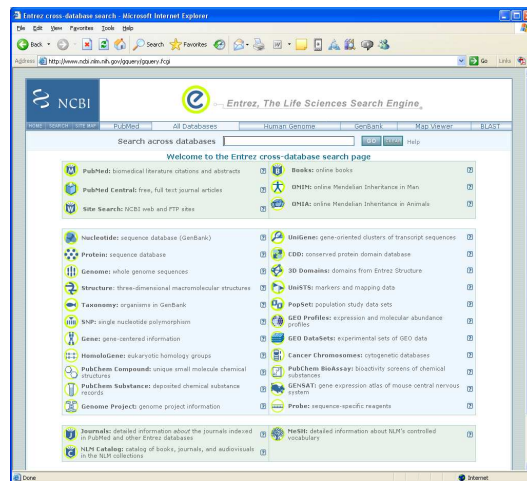 Entrez cross-database search - Microsoft Internet Explorer
File Edit View Favorites Tools Help
Back Search Favorites
Address http://www.ncbi.nlm.nih.gov/gquery/gquery.fcgi Go Links
NCBI
Entrez, The Life Sciences Search Engine
HOME SEARCH SITE MAP PubMed All Databases Human Genome GenBank Map Viewer BLAST
Search across databases GO CLEAR Help
Welcome to the Entrez cross-database search page
PubMed: biomedical literature citations and abstracts ?
Books: online books ?
PubMed Central: free, full text journal articles ?
OMIM: online Mendelian Inheritance in Man ?
Site Search: NCBI web and FTP sites ?
OMIA: online Mendelian Inheritance in Animals ?
Nucleotide: sequence database (GenBank) ?
UniGene: gene-oriented clusters of transcript sequences ?
Protein: sequence database ?
CDD: conserved protein domain database ?
Genome: whole genome sequences ?
3D Domains: domains from Entrez Structure ?
Structure: three-dimensional macromolecular structures ?
UniSTS: markers and mapping data ?
Taxonomy: organisms in GenBank ?
PopSet: population study data sets ?
SNP: single nucleotide polymorphism ?
GEO Profiles: expression and molecular abundance
profiles ?
Gene: gene-centered information ?
GEO DataSets: experimental sets of GEO data ?
HomoloGene: eukaryotic homology groups ?
Cancer Chromosomes: cytogenetic databases ?
PubChem Compound: unique small molecule chemical
structures ?
PubChem BioAssay: bioactivity screens of chemical
substances ?
PubChem Substance: deposited chemical substance
records ?
GENSAT: gene expression atlas of mouse central nervous
system ?
Genome Project: genome project information ?
Probe: sequence-specific reagents ?
Journals: detailed information about the journals indexed
in PubMed and other Entrez databases ?
MeSH: detailed information about NLM's controlled
vocabulary ?
NLM Catalog: catalog of books, journals, and audiovisuals
in the NLM collections ?
Done Internet